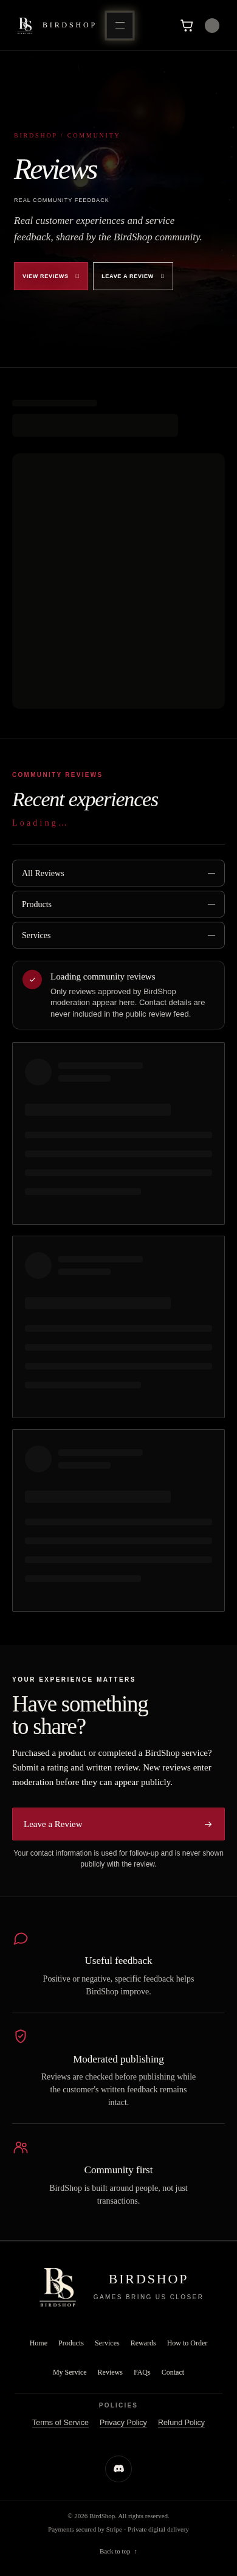 BIRDSHOP
BIRDSHOP / COMMUNITY
Reviews
REAL COMMUNITY FEEDBACK
Real customer experiences and service
feedback, shared by the BirdShop community.
VIEW REVIEWS
LEAVE A REVIEW
COMMUNITY REVIEWS
Recent experiences
Loading...
All Reviews —
Products —
Services —
Loading community reviews
Only reviews approved by BirdShop
moderation appear here. Contact details are
never included in the public review feed.
YOUR EXPERIENCE MATTERS
Have something
to share?
Purchased a product or completed a BirdShop service?
Submit a rating and written review. New reviews enter
moderation before they can appear publicly.
Leave a Review →
Your contact information is used for follow-up and is never shown
publicly with the review.
Useful feedback
Positive or negative, specific feedback helps
BirdShop improve.
Moderated publishing
Reviews are checked before publishing while
the customer's written feedback remains
intact.
Community first
BirdShop is built around people, not just
transactions.
BS
BIRDSHOP
BIRDSHOP
GAMES BRING US CLOSER
Home Products Services Rewards How to Order
My Service Reviews FAQs Contact
POLICIES
Terms of Service Privacy Policy Refund Policy
© 2026 BirdShop. All rights reserved.
Payments secured by Stripe · Private digital delivery
Back to top ↑